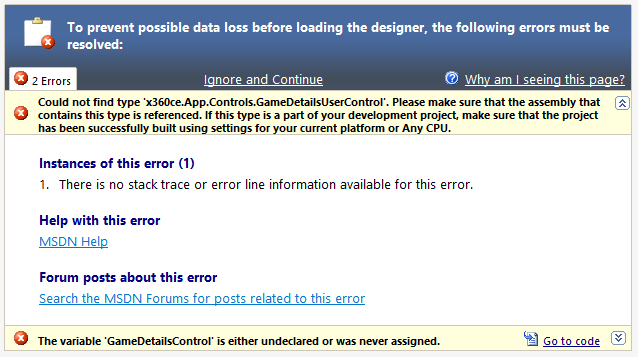 To prevent possible data loss before loading the designer, the following errors must be
resolved:
2 Errors
Ignore and Continue
Why am I seeing this page?
Could not find type 'x360ce.App.Controls.GameDetailsUserControl'. Please make sure that the assembly that
contains this type is referenced. If this type is a part of your development project, make sure that the project
has been successfully built using settings for your current platform or Any CPU.
Instances of this error (1)
1. There is no stack trace or error line information available for this error.
Help with this error
MSDN Help
Forum posts about this error
Search the MSDN Forums for posts related to this error
The variable 'GameDetailsControl' is either undeclared or was never assigned.
Go to code